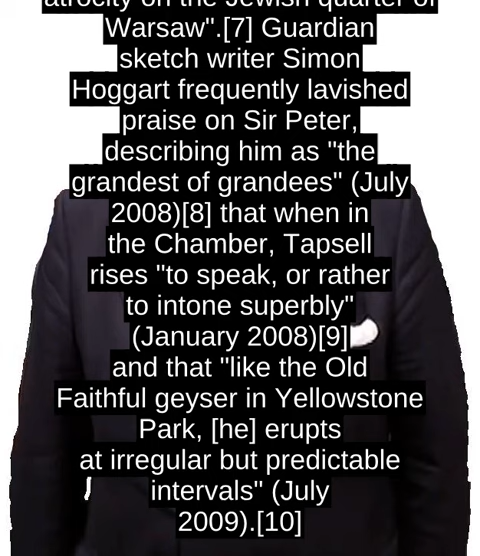 atrocity on the Jewish quarter of
Warsaw".[7] Guardian
sketch writer Simon
Hoggart frequently lavished
praise on Sir Peter,
describing him as "the
grandest of grandees" (July
2008)[8] that when in
the Chamber, Tapsell
rises "to speak, or rather
to intone superbly"
(January 2008)[9]
and that "like the Old
Faithful geyser in Yellowstone
Park, [he] erupts
at irregular but predictable
intervals" (July
2009).[10]